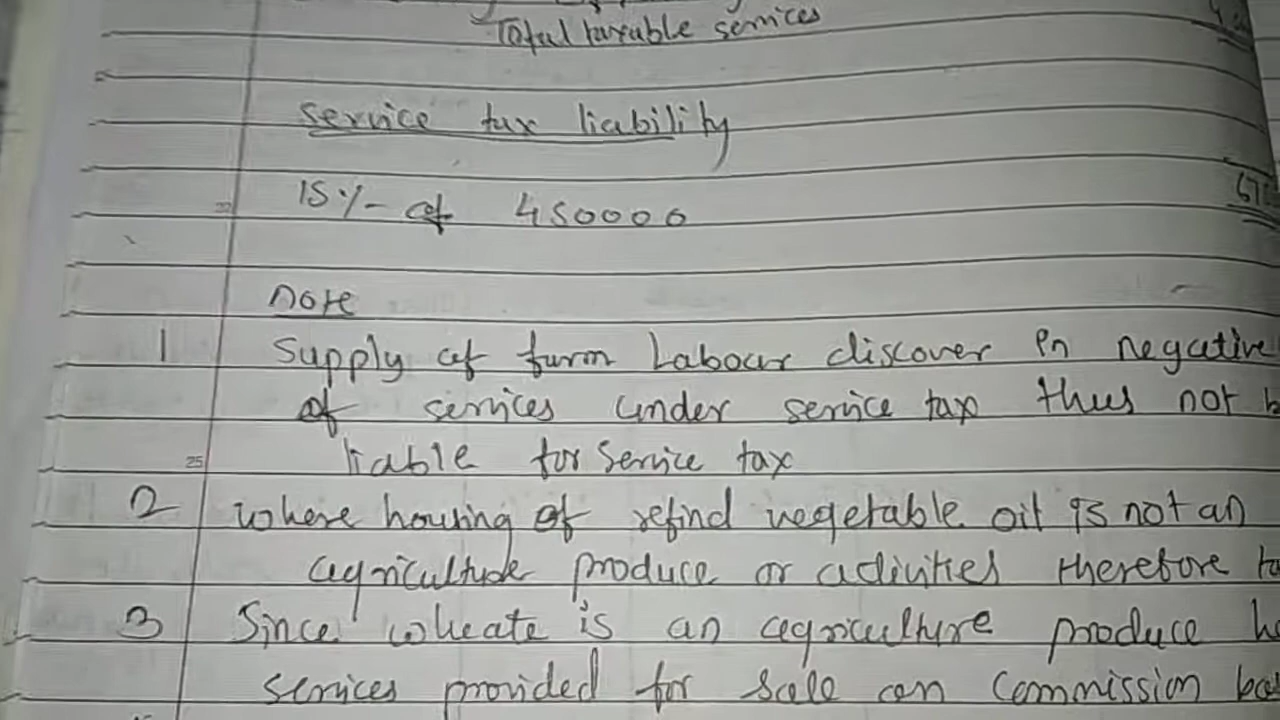 Total taxable services
service tax liability
15 % of 450000
note
1 Supply of farm Labour discover in negative
of services under service tax thus not
liable for service tax
25
2 where housing of refind vegetable oil is not an
agriculture produce or activities therefore
3 Since wheate is an agriculture produce
services provided for sale on commission